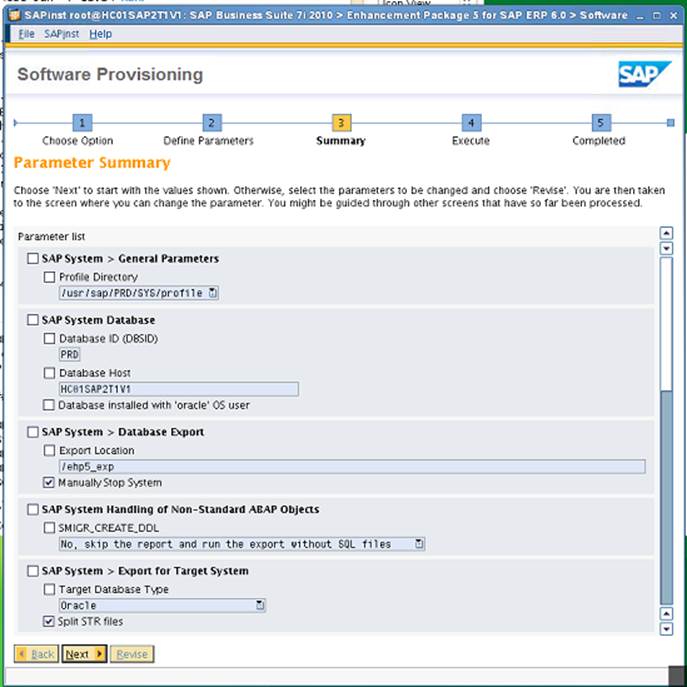 Icon View
SAPinst root@HC01SAP2T1V1: SAP Business Suite 7i 2010 > Enhancement Package 5 for SAP ERP 6.0 > Software
File SAPinst Help
Software Provisioning
SAP
1 2 3 4 5
Choose Option Define Parameters Summary Execute Completed
Parameter Summary
Choose 'Next' to start with the values shown. Otherwise, select the parameters to be changed and choose 'Revise'. You are then taken
to the screen where you can change the parameter. You might be guided through other screens that have so far been processed.
Parameter list
SAP System > General Parameters
Profile Directory
/usr/sap/PRD/SYS/profile
SAP System Database
Database ID (DBSID)
PRD
Database Host
HC01SAP2T1V1
Database installed with 'oracle' OS user
SAP System > Database Export
Export Location
/ehp5_exp
Manually Stop System
SAP System Handling of Non-Standard ABAP Objects
SMIGR_CREATE_DDL
No, skip the report and run the export without SQL files
SAP System > Export for Target System
Target Database Type
Oracle
Split STR files
Back Next Revise